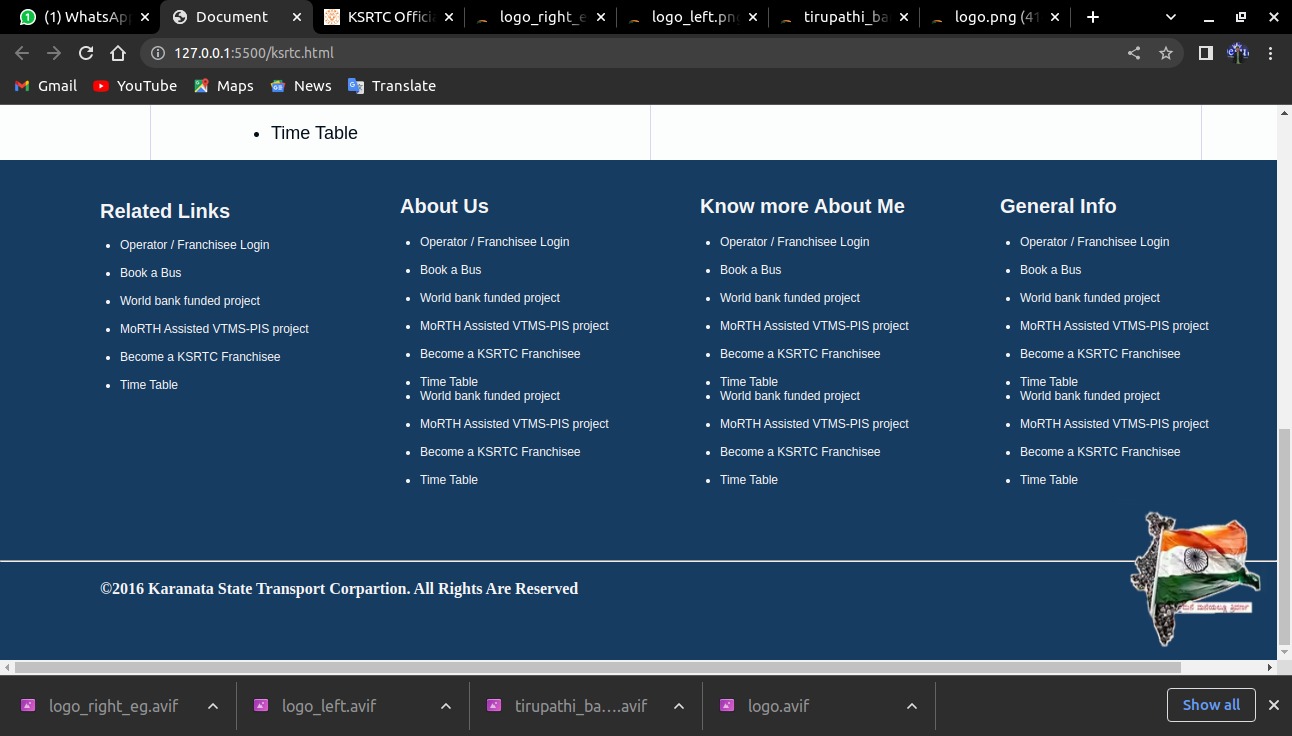 (1) WhatsApp
Document
KSRTC Offici
logo_right_e
logo_left.pn
tirupathi_ba
logo.png (41
127.0.0.1:5500/ksrtc.html
Gmail
YouTube
Maps
News
Translate
Time Table
Related Links
Operator / Franchisee Login
Book a Bus
World bank funded project
MoRTH Assisted VTMS-PIS project
Become a KSRTC Franchisee
Time Table
About Us
Operator / Franchisee Login
Book a Bus
World bank funded project
MoRTH Assisted VTMS-PIS project
Become a KSRTC Franchisee
Time Table
World bank funded project
MoRTH Assisted VTMS-PIS project
Become a KSRTC Franchisee
Time Table
Know more About Me
Operator / Franchisee Login
Book a Bus
World bank funded project
MoRTH Assisted VTMS-PIS project
Become a KSRTC Franchisee
Time Table
World bank funded project
MoRTH Assisted VTMS-PIS project
Become a KSRTC Franchisee
Time Table
General Info
Operator / Franchisee Login
Book a Bus
World bank funded project
MoRTH Assisted VTMS-PIS project
Become a KSRTC Franchisee
Time Table
World bank funded project
MoRTH Assisted VTMS-PIS project
Become a KSRTC Franchisee
Time Table
©2016 Karanata State Transport Corpartion. All Rights Are Reserved
logo_right_eg.avif
logo_left.avif
tirupathi_ba....avif
logo.avif
Show all